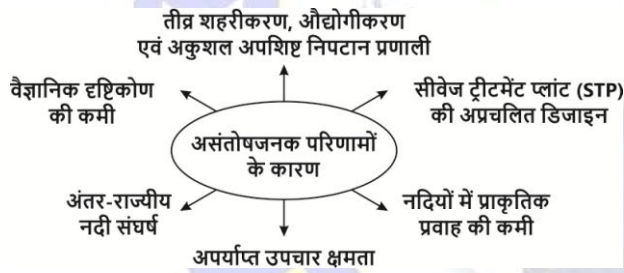 तीव्र शहरीकरण, औद्योगीकरण
एवं अकुशल अपशिष्ट निपटान प्रणाली
वैज्ञानिक दृष्टिकोण
की कमी
सीवेज ट्रीटमेंट प्लांट (STP)
की अप्रचलित डिजाइन
असंतोषजनक परिणामों
के कारण
अंतर-राज्यीय
नदी संघर्ष
नदियों में प्राकृतिक
प्रवाह की कमी
अपर्याप्त उपचार क्षमता